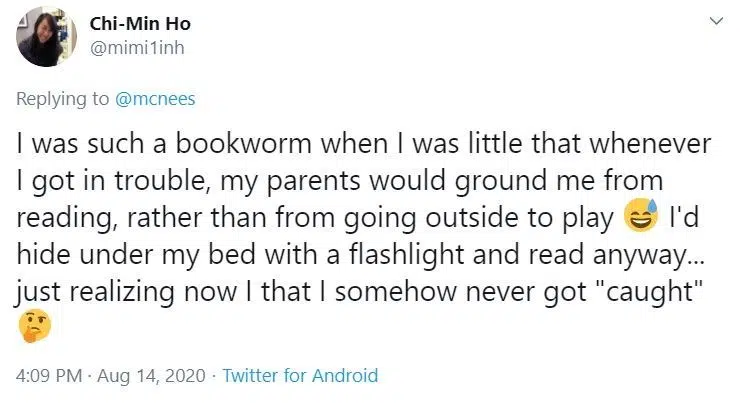 Chi-Min Ho
@mimi1inh
Replying to @mcnees
I was such a bookworm when I was little that whenever
I got in trouble, my parents would ground me from
reading, rather than from going outside to play 😅 I'd
hide under my bed with a flashlight and read anyway...
just realizing now I that I somehow never got "caught"
🤔
4:09 PM · Aug 14, 2020 · Twitter for Android